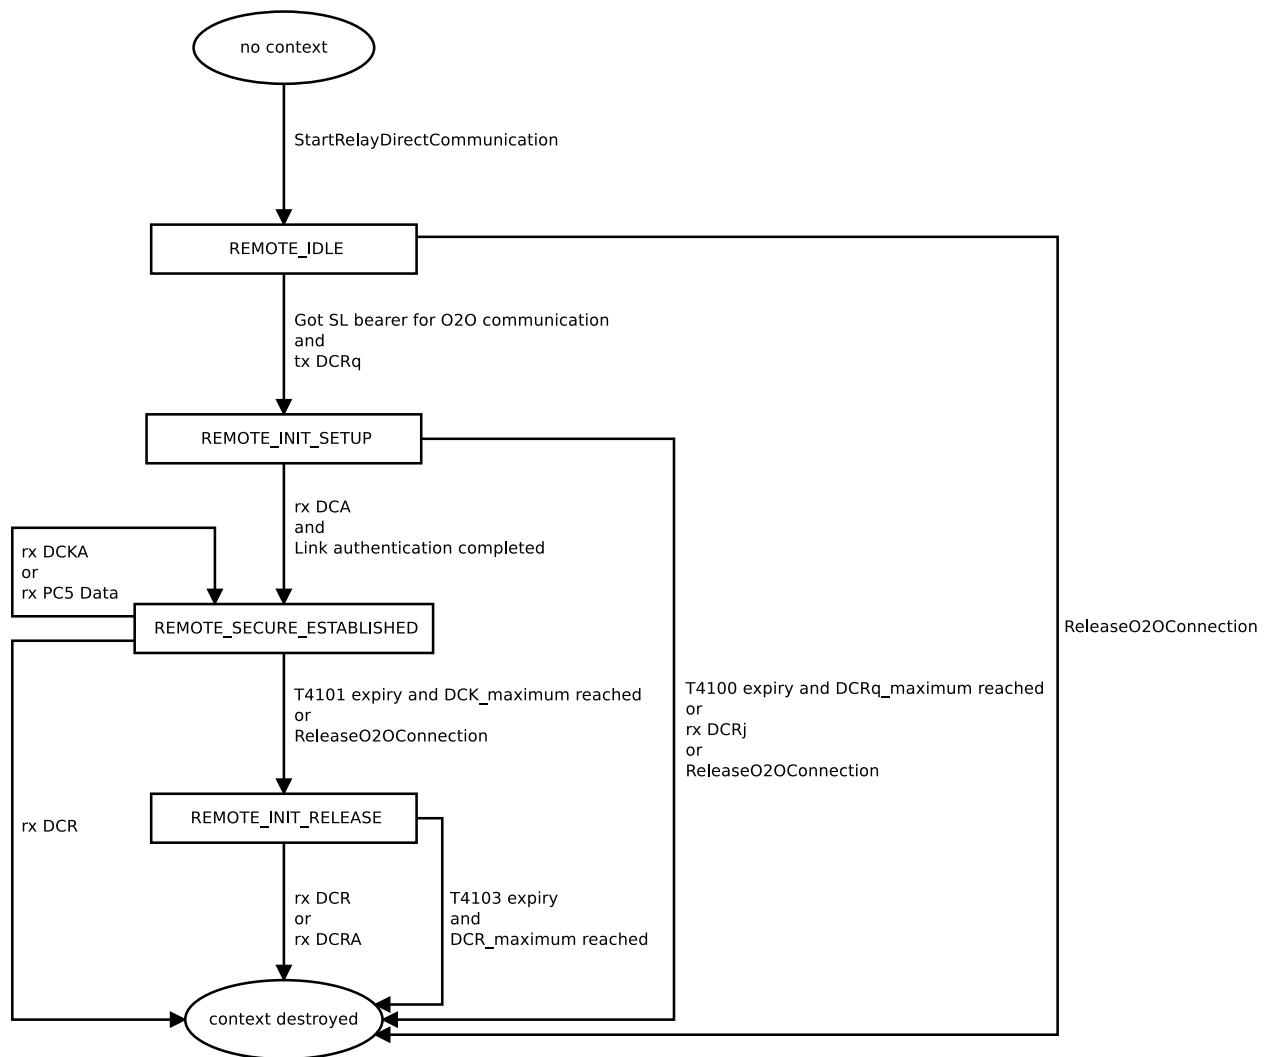 no context
StartRelayDirectCommunication
REMOTE_IDLE
Got SL bearer for O2O communication
and
tx DCRq
REMOTE_INIT_SETUP
rx DCA
and
Link authentication completed
rx DCKA
or
rx PC5 Data
REMOTE_SECURE_ESTABLISHED
ReleaseO2OConnection
T4101 expiry and DCK_maximum reached
or
ReleaseO2OConnection
T4100 expiry and DCRq_maximum reached
or
rx DCRj
or
ReleaseO2OConnection
REMOTE_INIT_RELEASE
rx DCR
rx DCR
or
rx DCRA
T4103 expiry
and
DCR_maximum reached
context destroyed